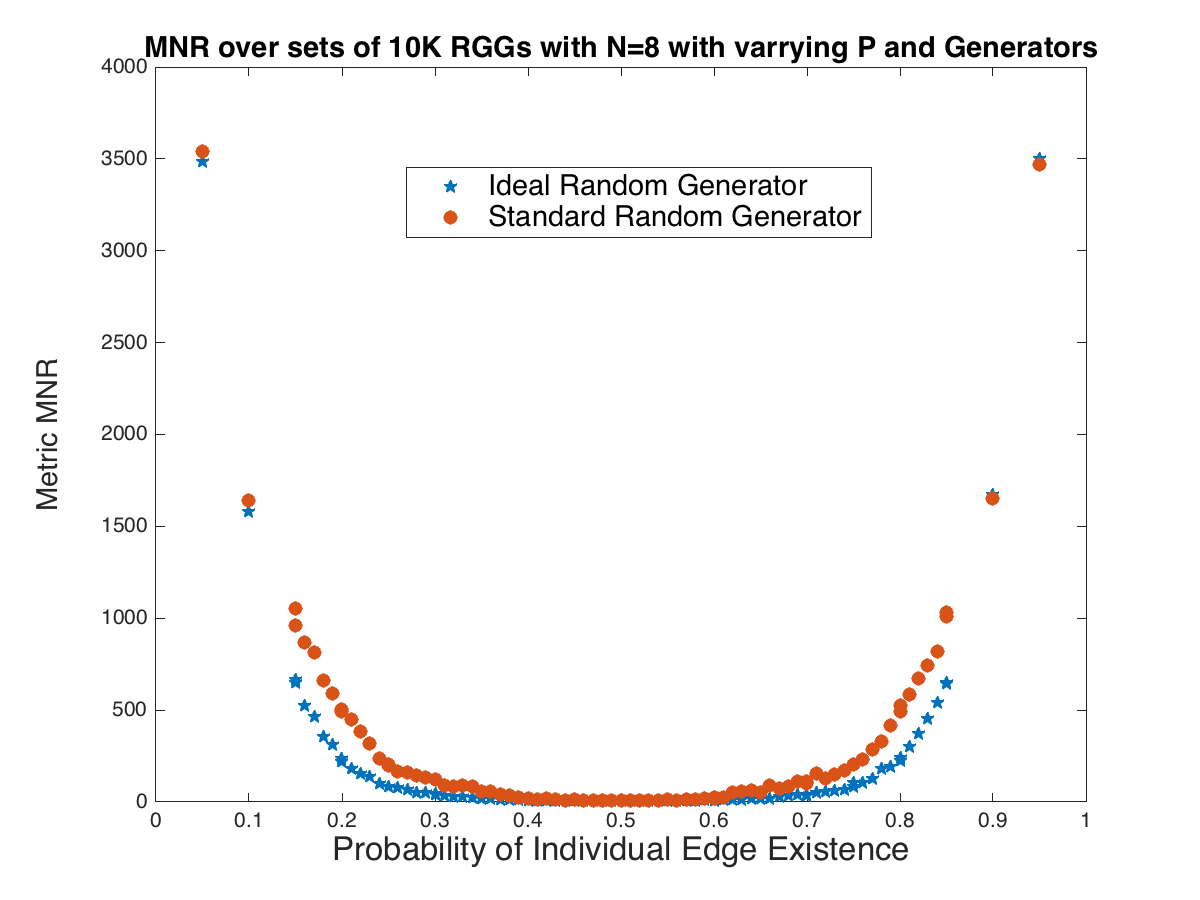 MNR over sets of 10K RGGs with N=8 with varrying P and Generators
4000
3500
3000
2500
2000
1500
1000
500
0
Metric MNR
Ideal Random Generator
Standard Random Generator
0 0.1 0.2 0.3 0.4 0.5 0.6 0.7 0.8 0.9 1
Probability of Individual Edge Existence